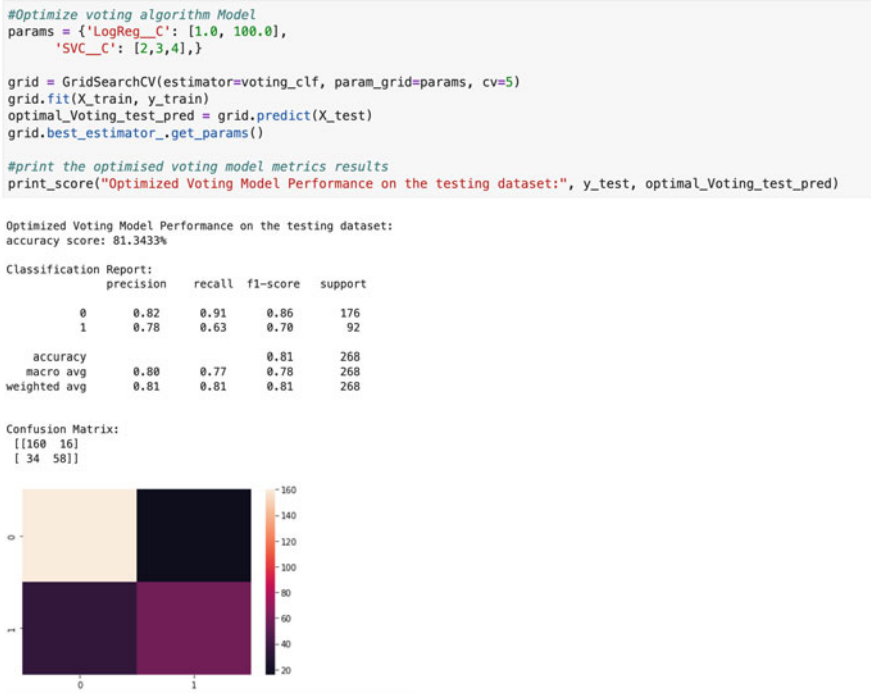 #Optimize voting algorithm Model
params = {'LogReg__C': [1.0, 100.0],
      'SVC__C': [2,3,4],}
grid = GridSearchCV(estimator=voting_clf, param_grid=params, cv=5)
grid.fit(X_train, y_train)
optimal_Voting_test_pred = grid.predict(X_test)
grid.best_estimator_.get_params()
#print the optimised voting model metrics results
print_score("Optimized Voting Model Performance on the testing dataset:", y_test, optimal_Voting_test_pred)
Optimized Voting Model Performance on the testing dataset:
accuracy score: 81.3433%
Classification Report:
precision recall f1-score support
0 0.82 0.91 0.86 176
1 0.78 0.63 0.70 92
accuracy 0.81 268
macro avg 0.80 0.77 0.78 268
weighted avg 0.81 0.81 0.81 268
Confusion Matrix:
[[160 16]
[ 34 58]]
160
140
120
100
80
60
40
20
0
1
0 1